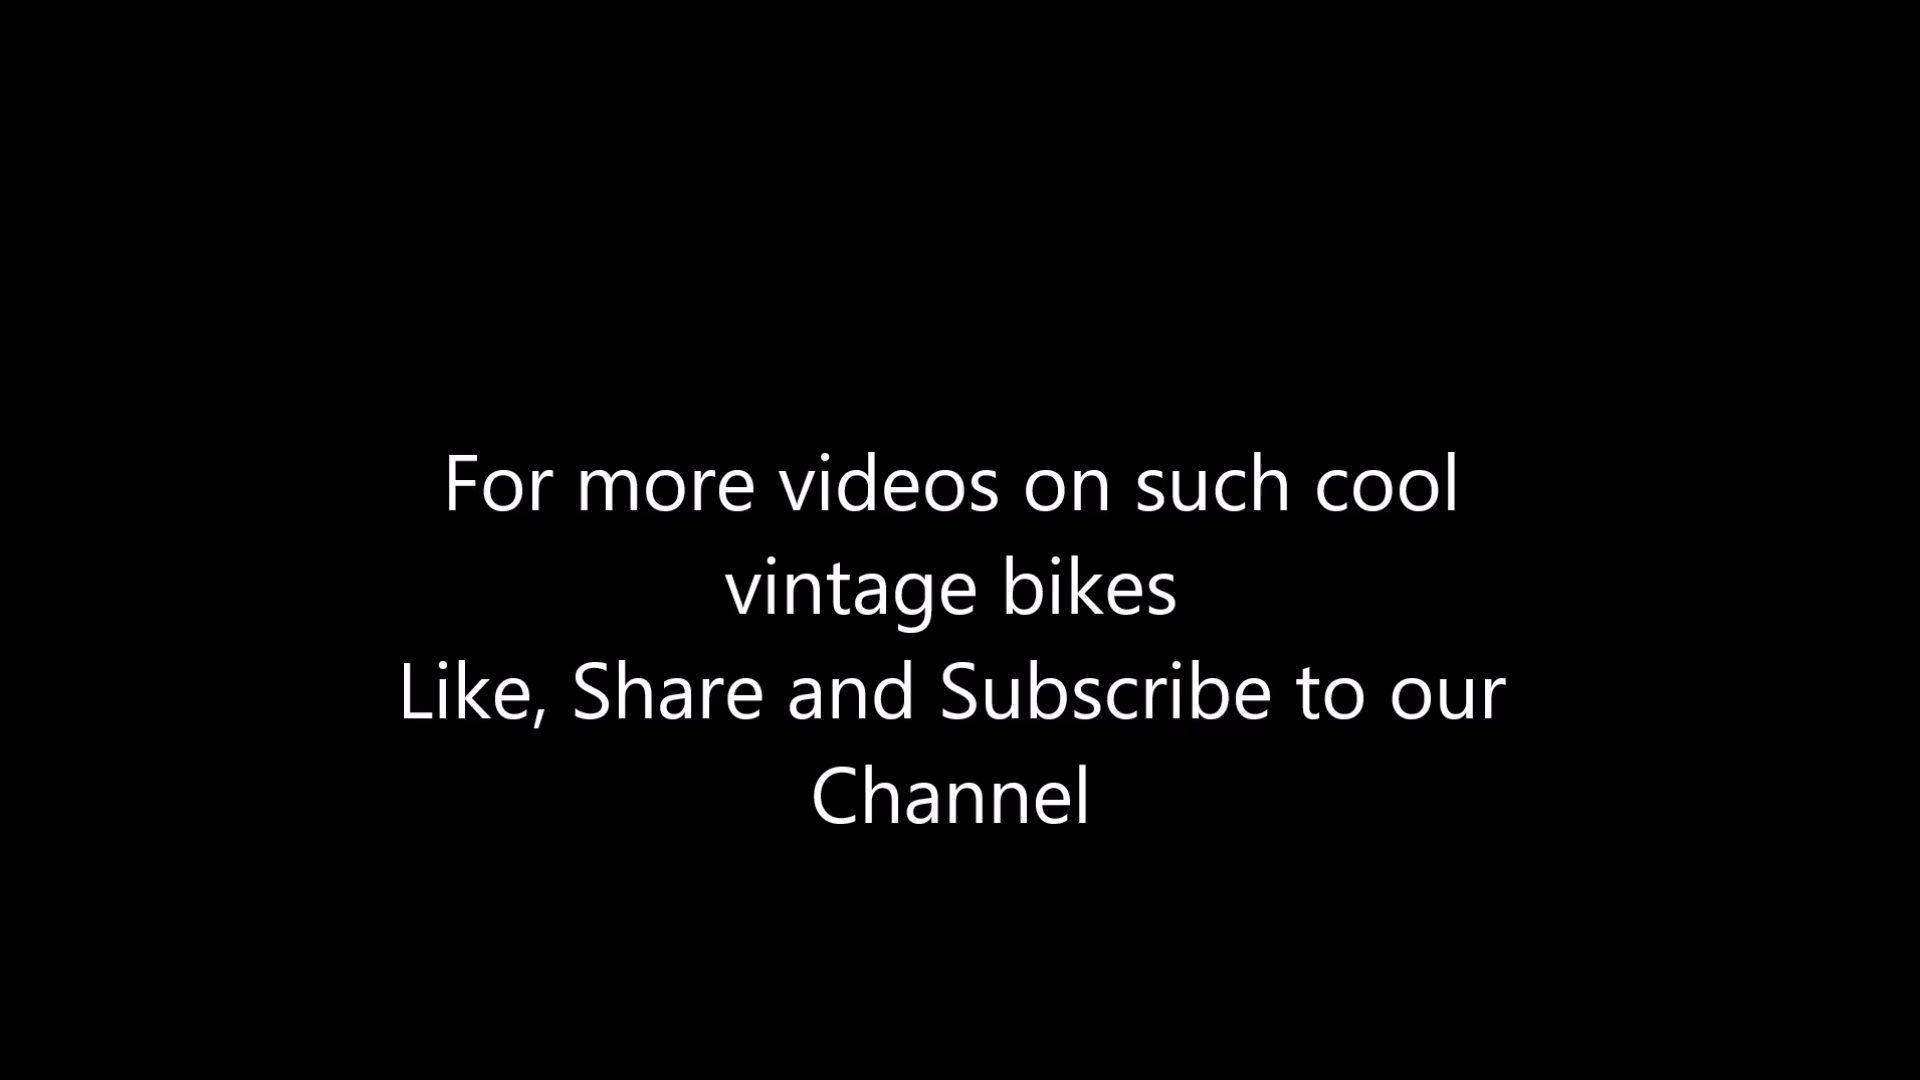 For more videos on such cool
vintage bikes
Like, Share and Subscribe to our
Channel